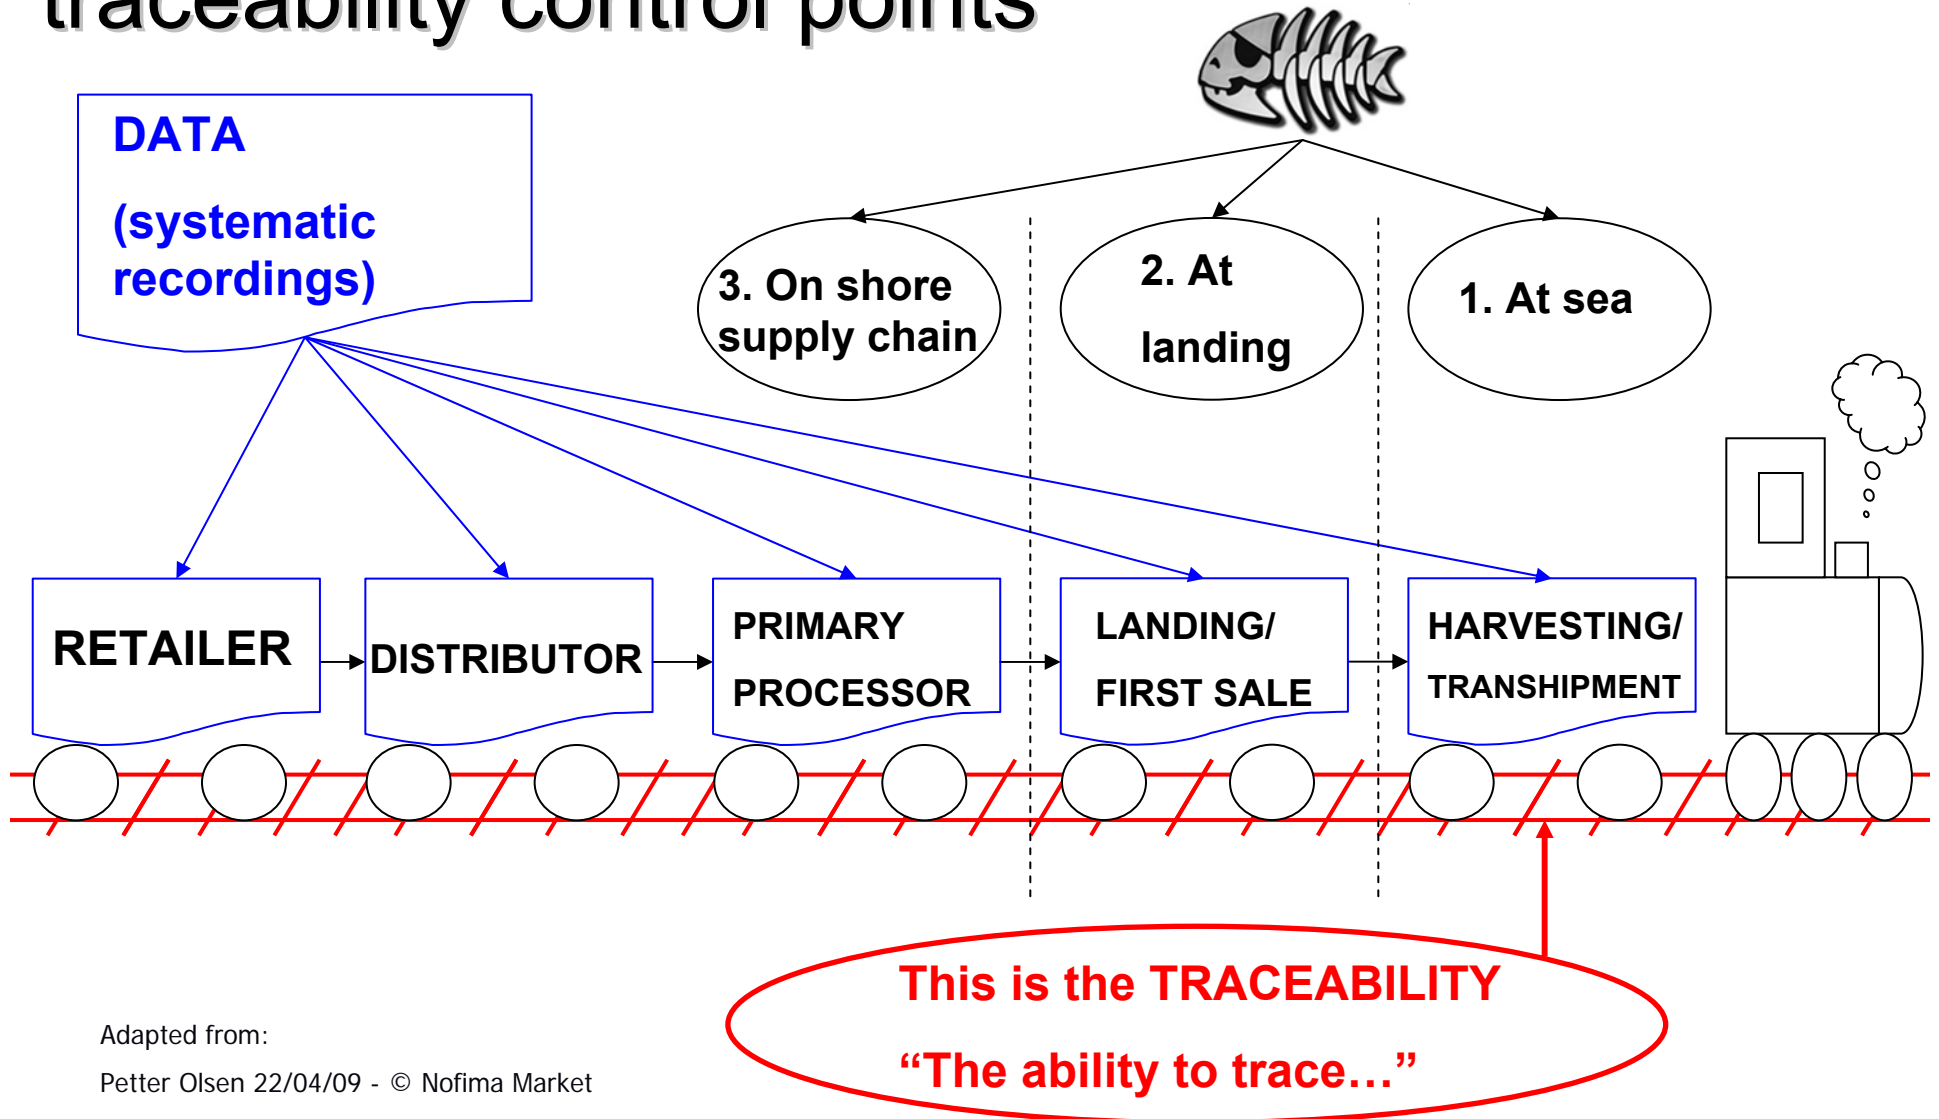 traceability control points
DATA
(systematic
recordings)
3. On shore
supply chain
2. At
landing
1. At sea
RETAILER
DISTRIBUTOR
PRIMARY
PROCESSOR
LANDING/
FIRST SALE
HARVESTING/
TRANSHIPMENT
This is the TRACEABILITY
“The ability to trace…”
Adapted from:
Petter Olsen 22/04/09 - © Nofima Market